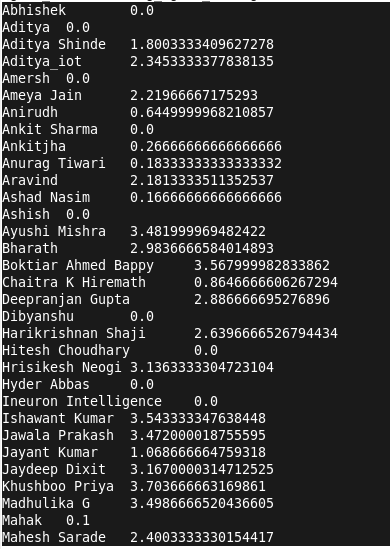 Abhishek 0.0
Aditya 0.0
Aditya Shinde 1.8003333409627278
Aditya_iot 2.3453333377838135
Amersh 0.0
Ameya Jain 2.21966667175293
Anirudh 0.6449999968210857
Ankit Sharma 0.0
Ankitjha 0.26666666666666666
Anurag Tiwari 0.18333333333333332
Aravind 2.1813333511352537
Ashad Nasim 0.16666666666666666
Ashish 0.0
Ayushi Mishra 3.481999969482422
Bharath 2.9836666584014893
Boktiar Ahmed Bappy 3.567999982833862
Chaitra K Hiremath 0.8646666606267294
Deepranjan Gupta 2.886666695276896
Dibyanshu 0.0
Harikrishnan Shaji 2.6396666526794434
Hitesh Choudhary 0.0
Hrisikesh Neogi 3.1363333304723104
Hyder Abbas 0.0
Ineuron Intelligence 0.0
Ishawant Kumar 3.543333347638448
Jawala Prakash 3.472000018755595
Jayant Kumar 1.068666664759318
Jaydeep Dixit 3.1670000314712525
Khushboo Priya 3.703666663169861
Madhulika G 3.4986666520436605
Mahak 0.1
Mahesh Sarade 2.4003333330154417